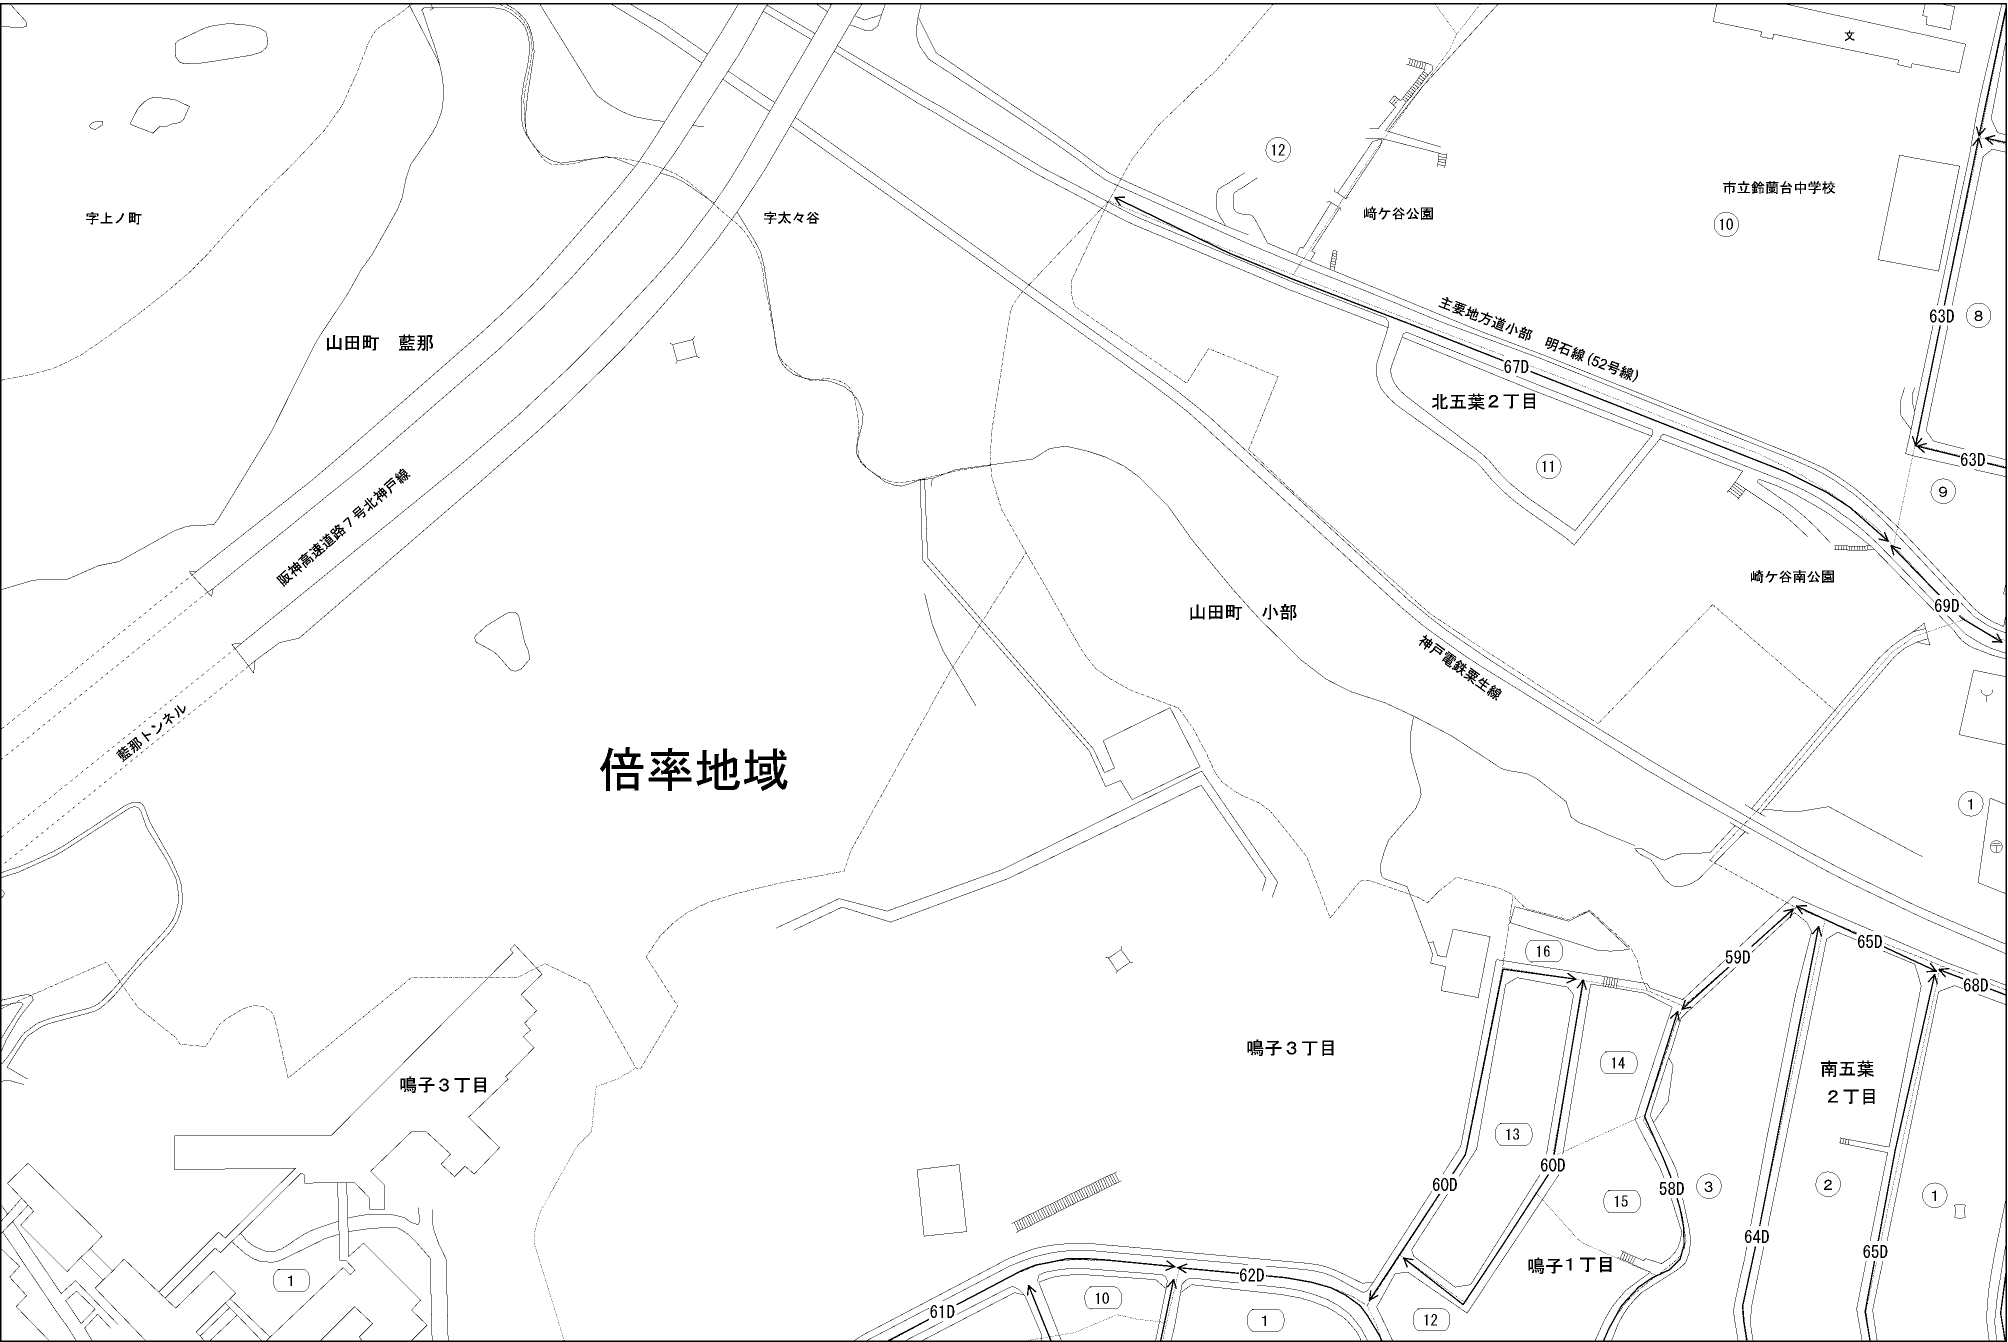 文
12
市立鈴蘭台中学校
﨑ケ谷公園
字上ノ町
字太々谷
10
主要地方道小部　明石線(52号線)
63D
8
山田町　藍那
67D
北五葉２丁目
63D
11
9
阪神高速道路７号北神戸線
崎ケ谷南公園
69D
山田町　小部
神戸電鉄粟生線
藍那トンネル
倍率地域
1
〒
65D
16
59D
68D
鳴子３丁目
14
南五葉
２丁目
鳴子３丁目
13
60D
60D
58D
3
2
1
15
64D
65D
鳴子１丁目
1
62D
10
61D
1
12